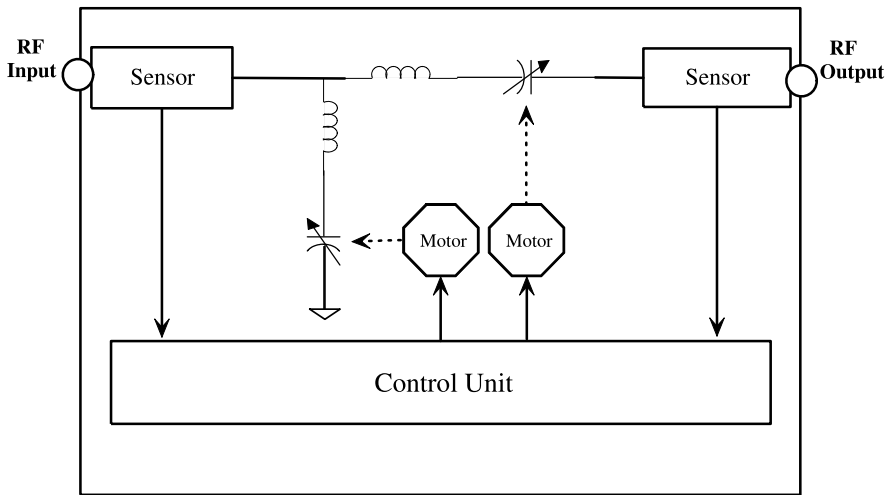 RF
Input
Sensor
Sensor
RF
Output
Motor
Motor
Control Unit